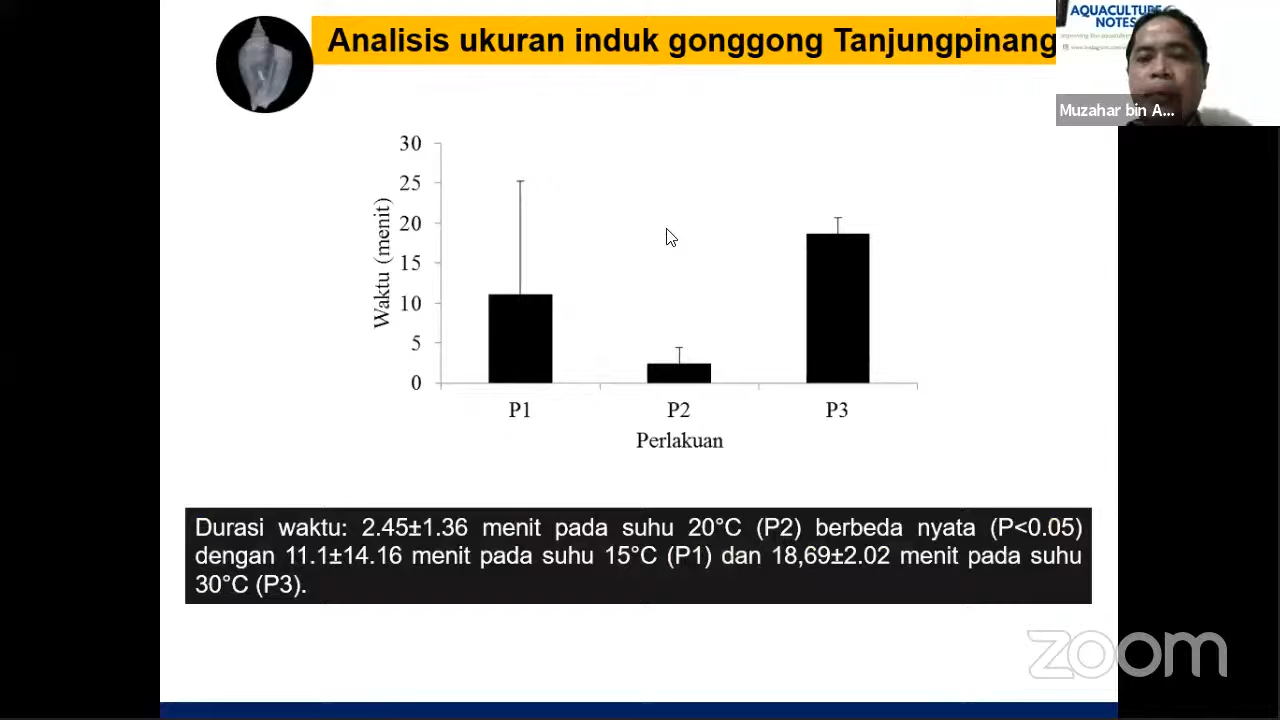 Analisis ukuran induk gonggong Tanjungpinang
AQUACULTURE
NOTES
Muzahar bin A...
30
25
20
15
10
5
0
Waktu (menit)
P1
P2
P3
Perlakuan
Durasi waktu: 2.45±1.36 menit pada suhu 20°C (P2) berbeda nyata (P<0.05)
dengan 11.1±14.16 menit pada suhu 15°C (P1) dan 18,69±2.02 menit pada suhu
30°C (P3).
zoom